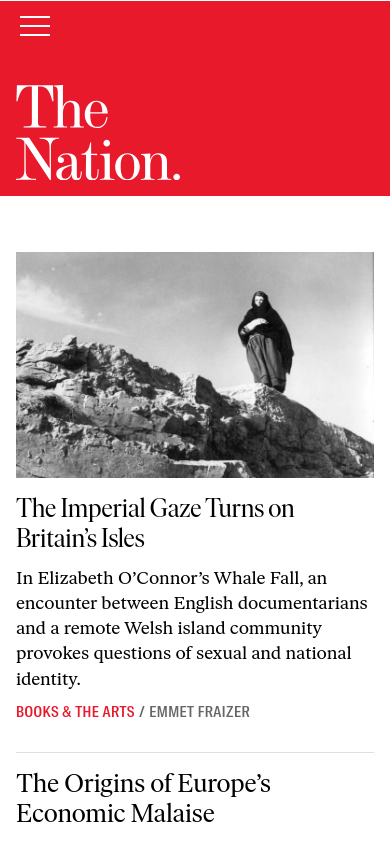 The
Nation.
The Imperial Gaze Turns on
Britain’s Isles
In Elizabeth O’Connor’s Whale Fall, an
encounter between English documentarians
and a remote Welsh island community
provokes questions of sexual and national
identity.
BOOKS & THE ARTS / EMMET FRAIZER
The Origins of Europe’s
Economic Malaise